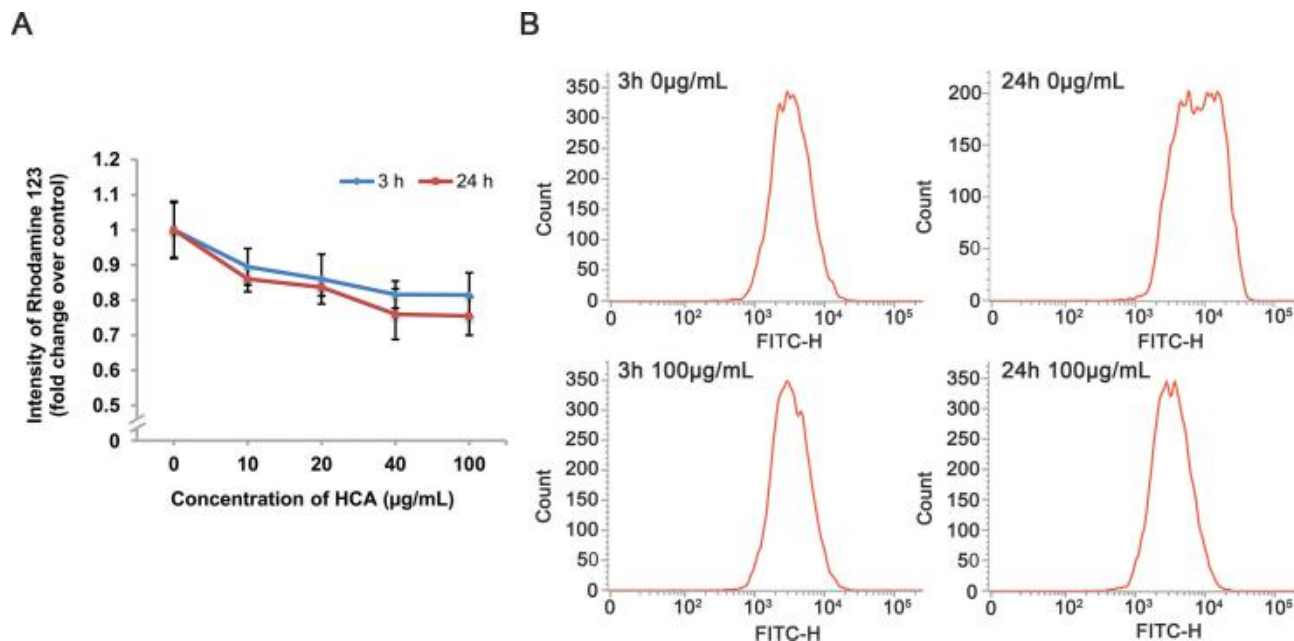 A
Intensity of Rhodamine 123
(fold change over control)
1.2
1.1
1
0.9
0.8
0.7
0.6
0.5
0
3 h
24 h
0 10 20 40 100
Concentration of HCA (µg/mL)
B
3h 0µg/mL
Count
350
300
250
200
150
100
50
0
0 10² 10³ 10⁴ 10⁵
FITC-H
24h 0µg/mL
Count
200
150
100
50
0
0 10² 10³ 10⁴ 10⁵
FITC-H
3h 100µg/mL
Count
350
300
250
200
150
100
50
0
0 10² 10³ 10⁴ 10⁵
FITC-H
24h 100µg/mL
Count
350
300
250
200
150
100
50
0
0 10² 10³ 10⁴ 10⁵
FITC-H